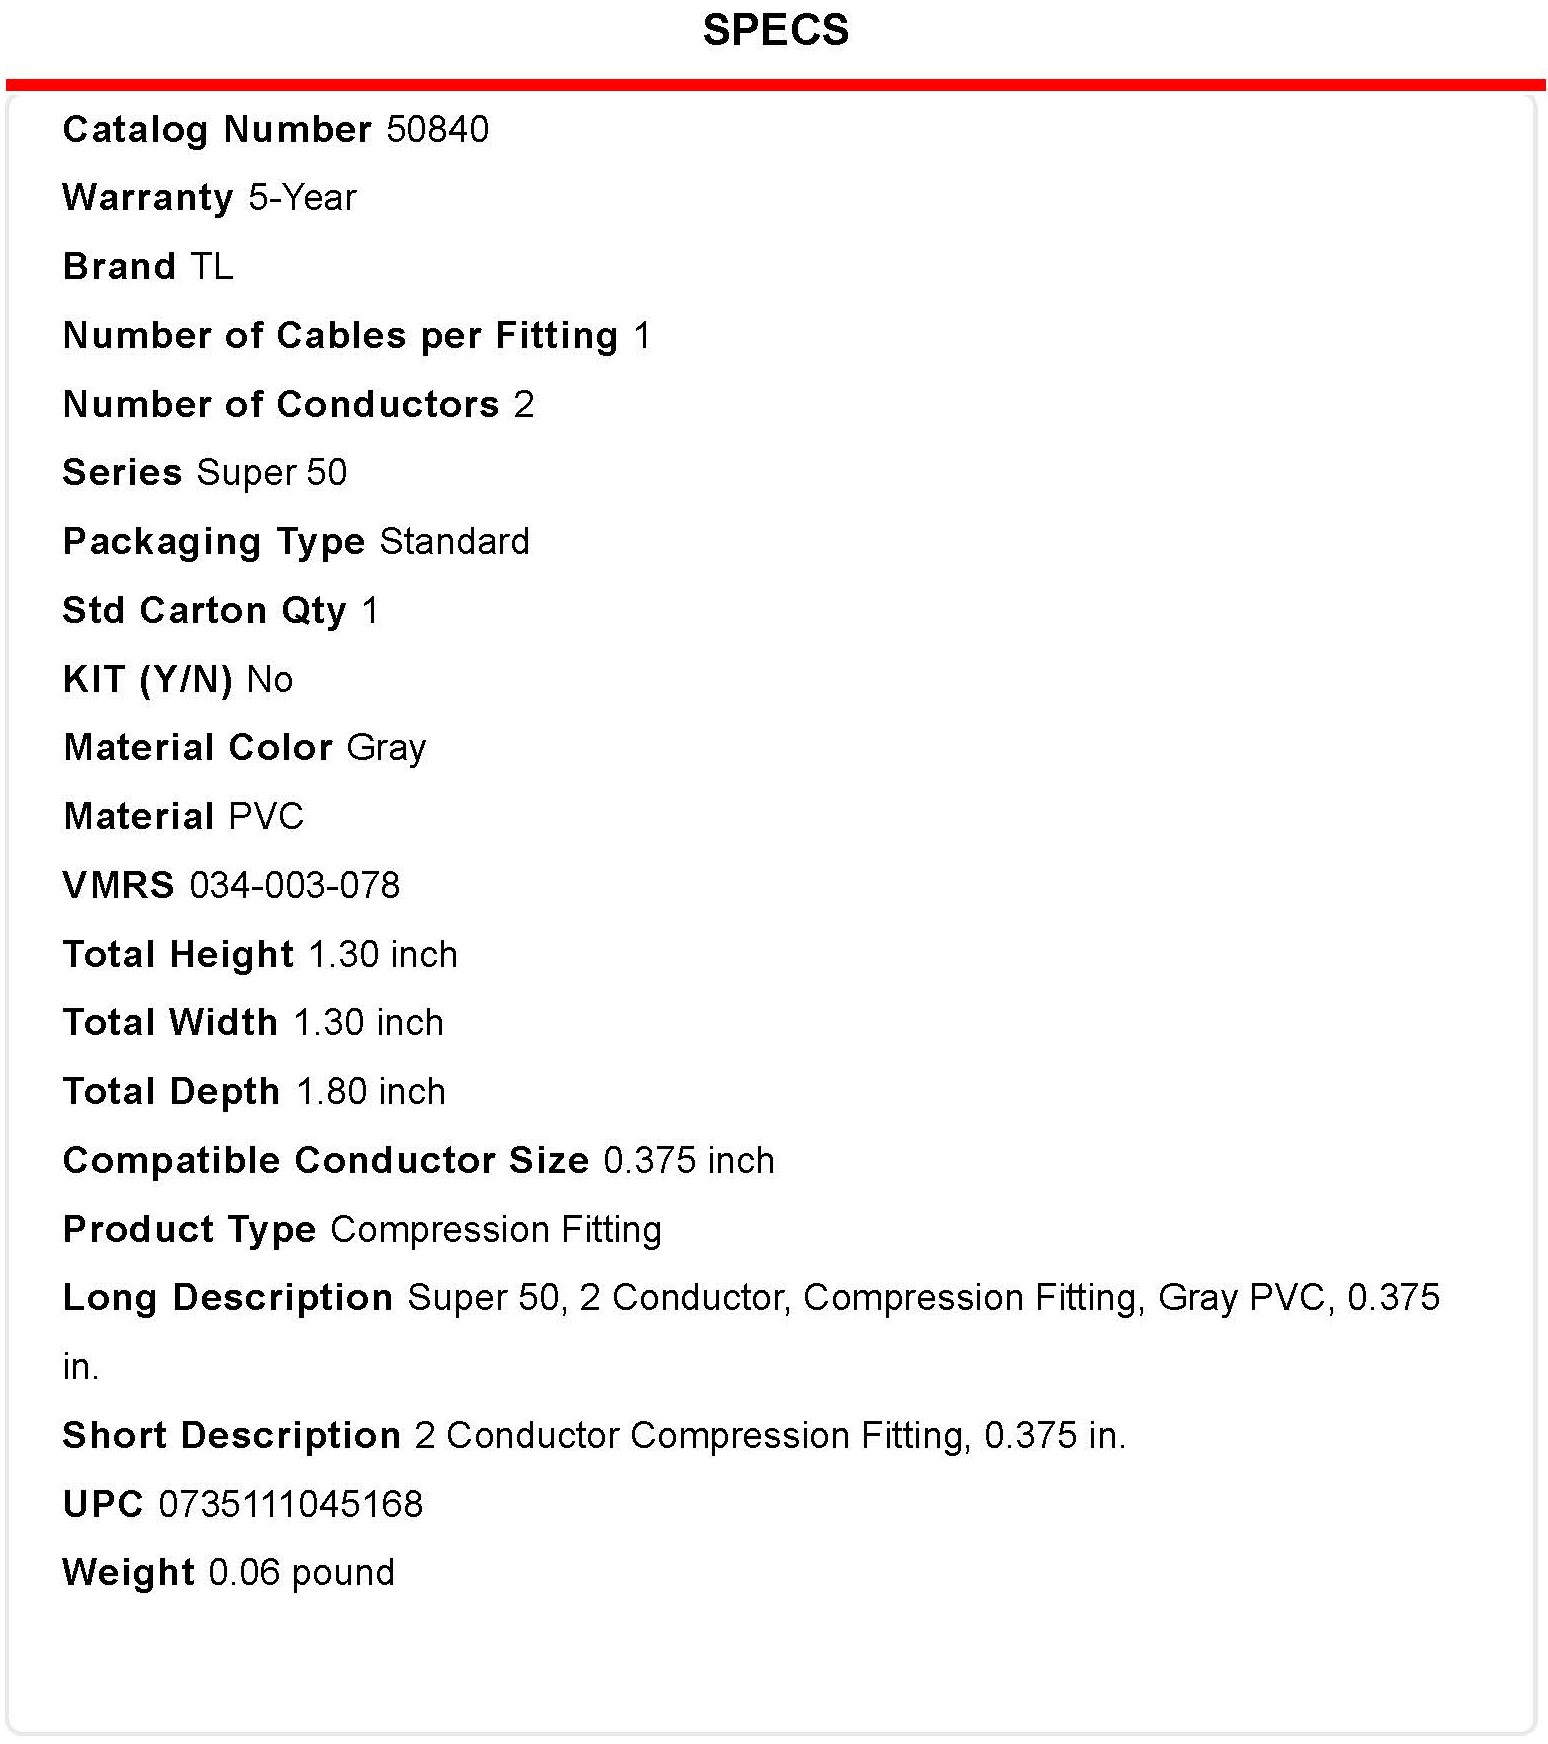 SPECS
Catalog Number 50840
Warranty 5-Year
Brand TL
Number of Cables per Fitting 1
Number of Conductors 2
Series Super 50
Packaging Type Standard
Std Carton Qty 1
KIT (Y/N) No
Material Color Gray
Material PVC
VMRS 034-003-078
Total Height 1.30 inch
Total Width 1.30 inch
Total Depth 1.80 inch
Compatible Conductor Size 0.375 inch
Product Type Compression Fitting
Long Description Super 50, 2 Conductor, Compression Fitting, Gray PVC, 0.375
in.
Short Description 2 Conductor Compression Fitting, 0.375 in.
UPC 0735111045168
Weight 0.06 pound